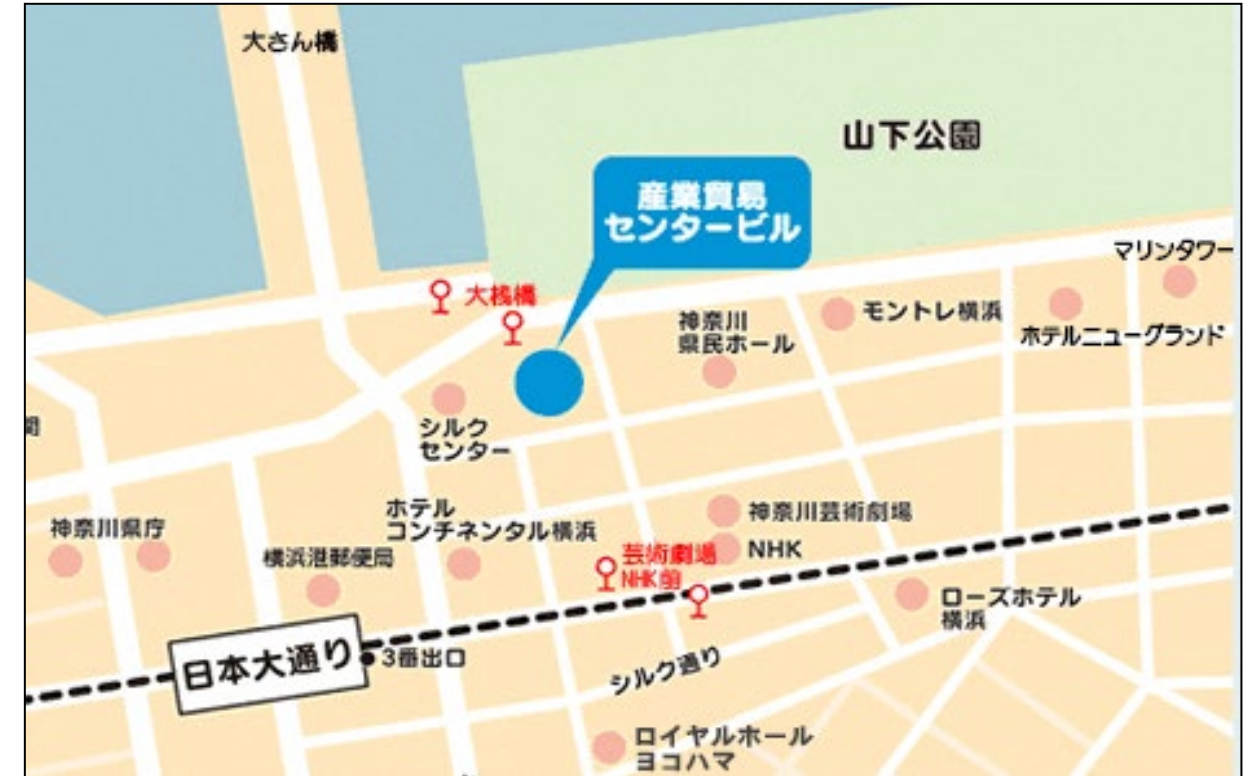 大さん橋
山下公園
産業貿易
センタービル
マリンタワー
大桟橋
モントレ横浜
神奈川
県民ホール
ホテルニューグランド
シルク
センター
ホテル
コンチネンタル横浜
神奈川芸術劇場
神奈川県庁
横浜港郵便局
芸術劇場
NHK前
NHK
ローズホテル
横浜
日本大通り
3番出口
シルク通り
ロイヤルホール
ヨコハマ